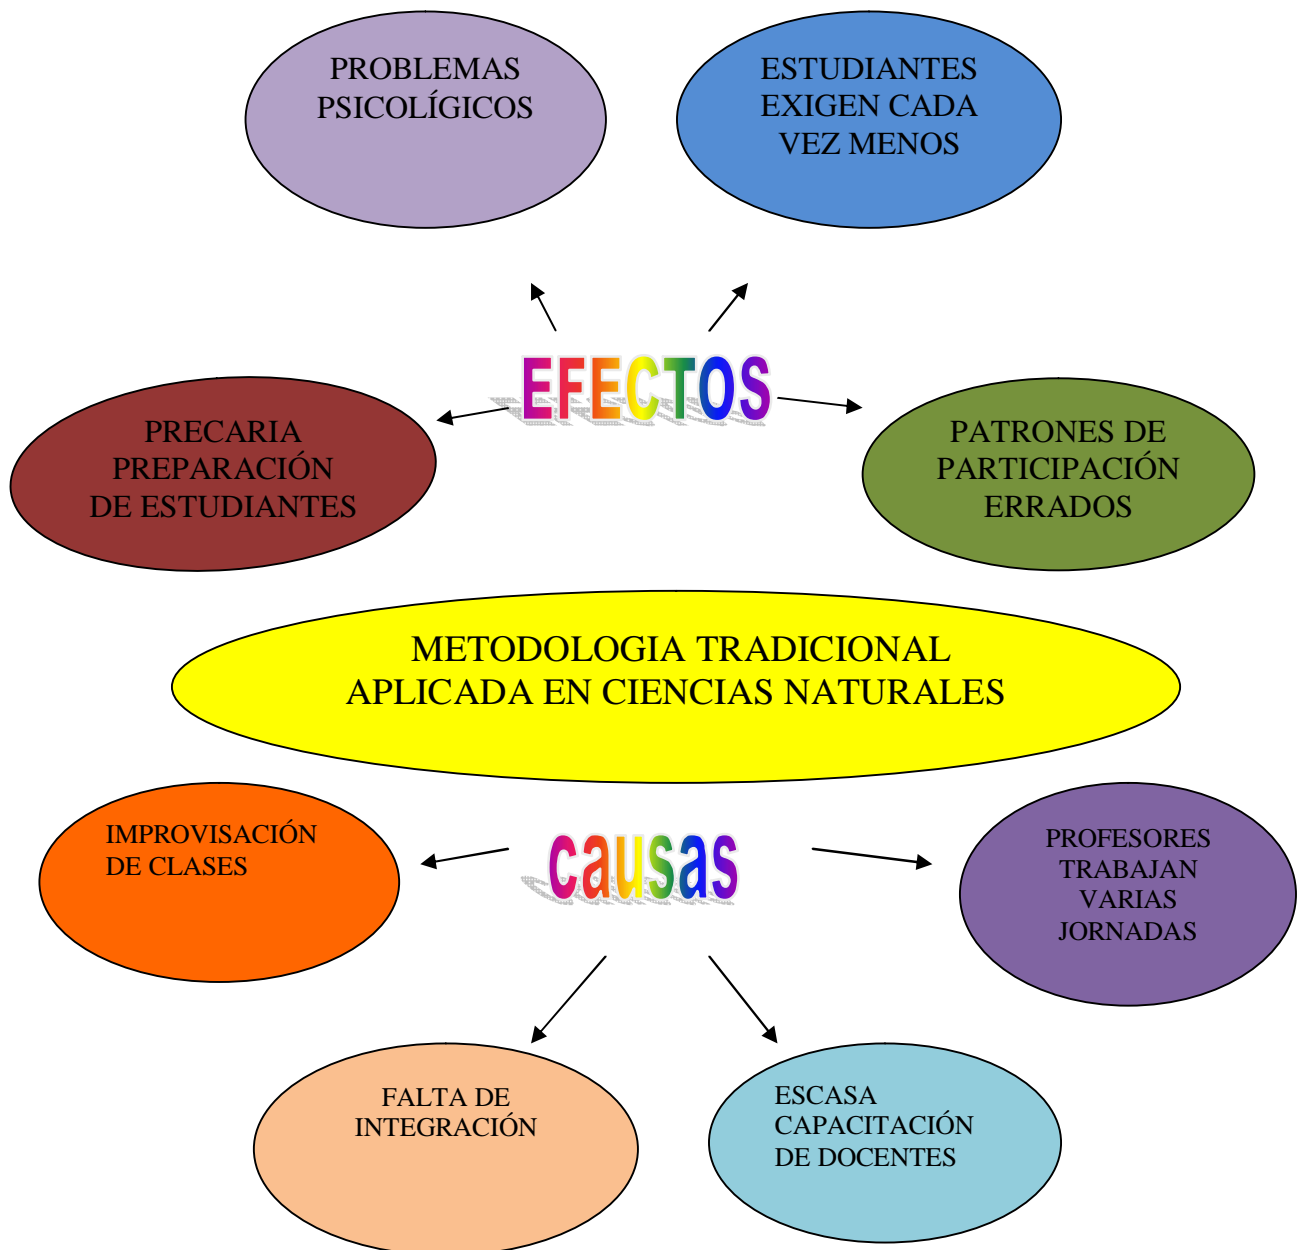 PROBLEMAS
PSICOLÍGICOS
ESTUDIANTES
EXIGEN CADA
VEZ MENOS
EFECTOS
PRECARIA
PREPARACIÓN
DE ESTUDIANTES
PATRONES DE
PARTICIPACIÓN
ERRADOS
METODOLOGIA TRADICIONAL
APLICADA EN CIENCIAS NATURALES
IMPROVISACIÓN
DE CLASES
causas
PROFESORES
TRABAJAN
VARIAS
JORNADAS
FALTA DE
INTEGRACIÓN
ESCASA
CAPACITACIÓN
DE DOCENTES